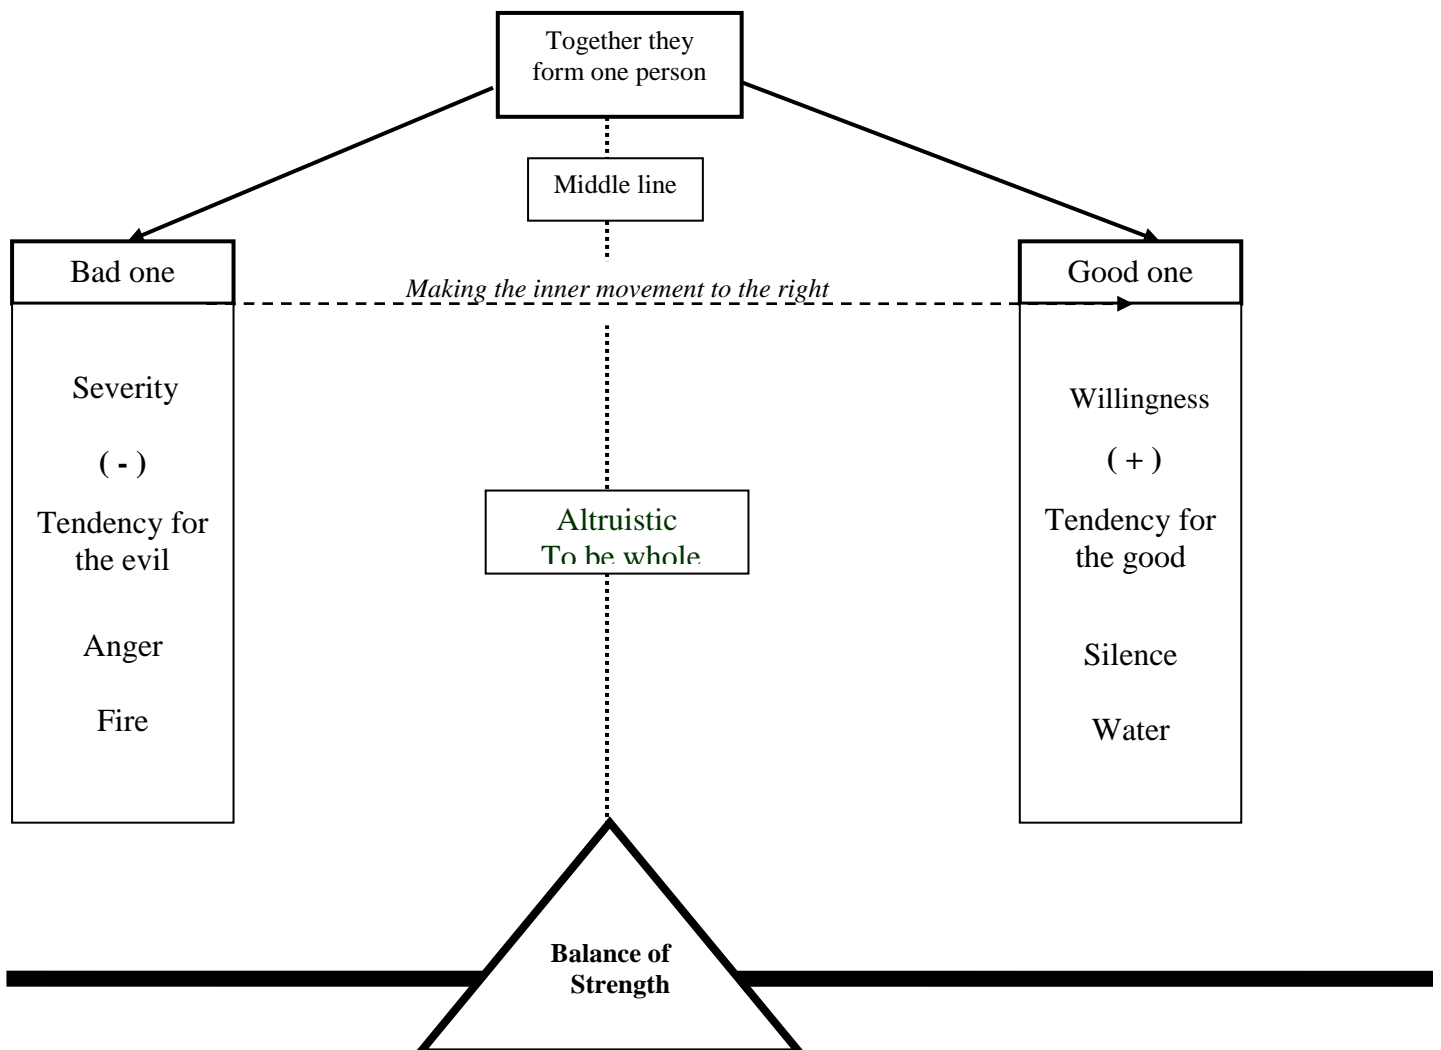 Together they
form one person
Middle line
Bad one
Making the inner movement to the right
Good one
Severity
( - )
Tendency for
the evil
Anger
Fire
Altruistic
To be whole
Willingness
( + )
Tendency for
the good
Silence
Water
Balance of
Strength